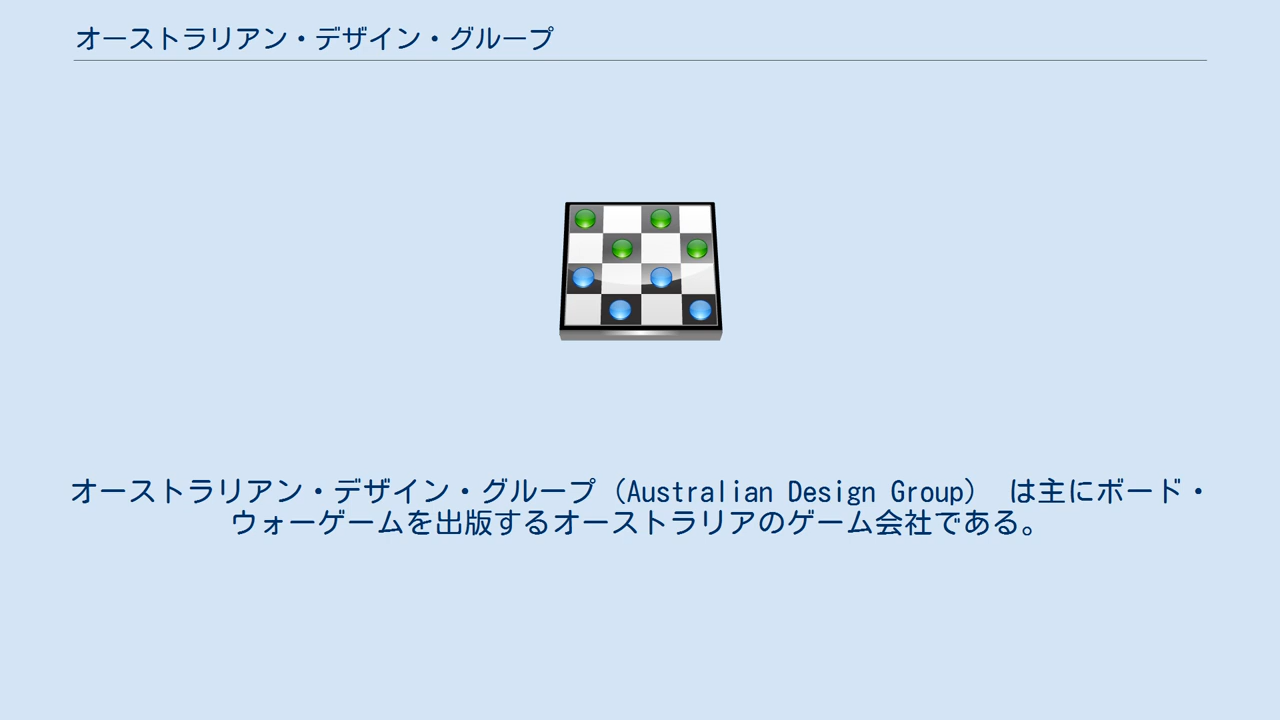 オーストラリアン・デザイン・グループ
オーストラリアン・デザイン・グループ（Australian Design Group） は主にボード・
ウォーゲームを出版するオーストラリアのゲーム会社である。